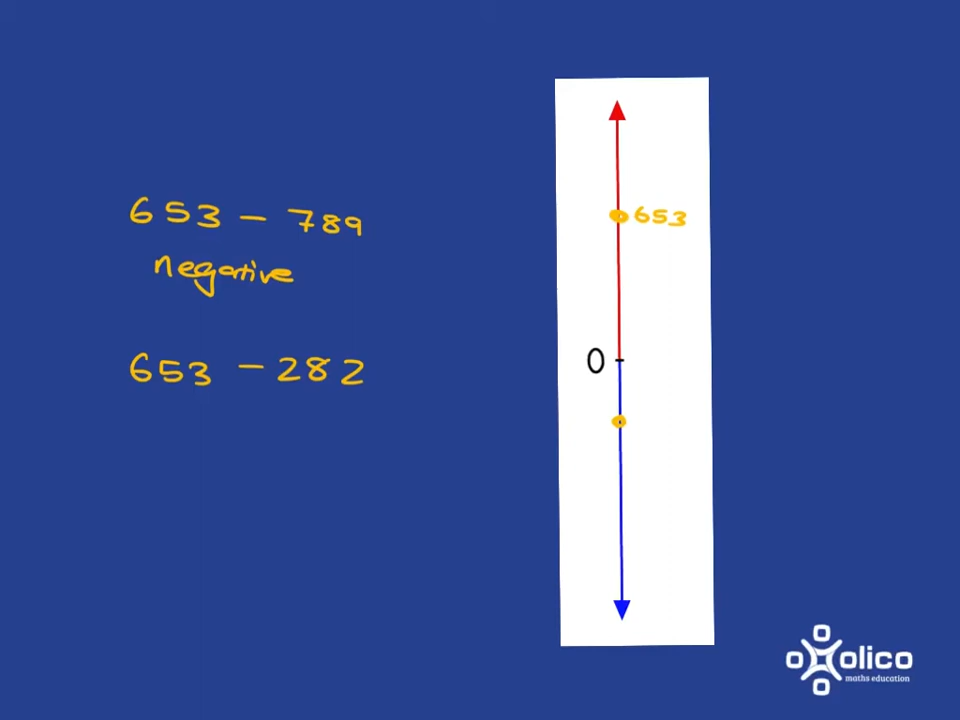 653 - 789
negative
653 - 282
653
0
olico
maths education